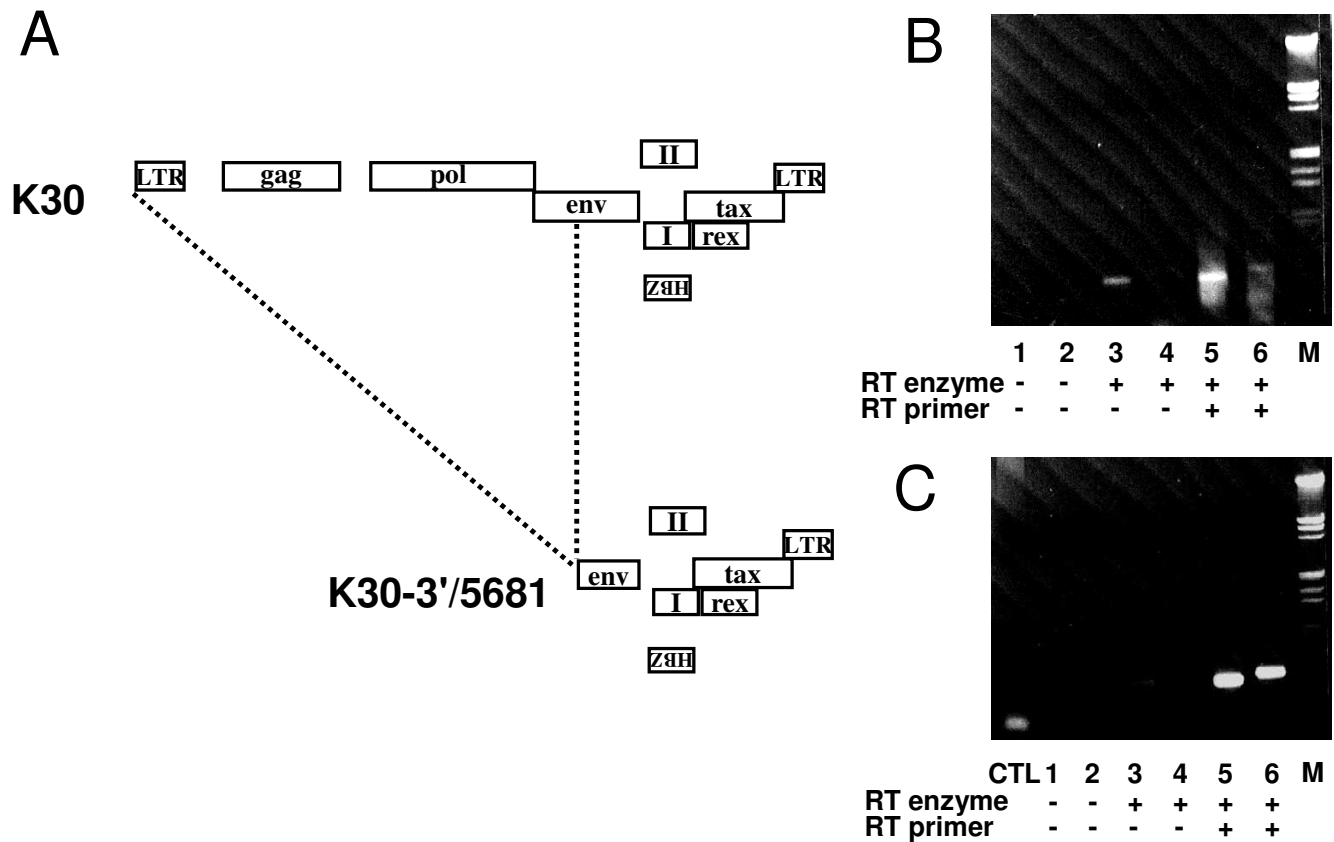 A
K30
LTR
gag
pol
env
II
I
tax
rex
LTR
HBZ
K30-3'/5681
env
II
I
tax
rex
LTR
HBZ
B
1 2 3 4 5 6 M
RT enzyme - - + + + +
RT primer - - - - + +
C
CTL 1 2 3 4 5 6 M
RT enzyme - - + + + +
RT primer - - - - + +